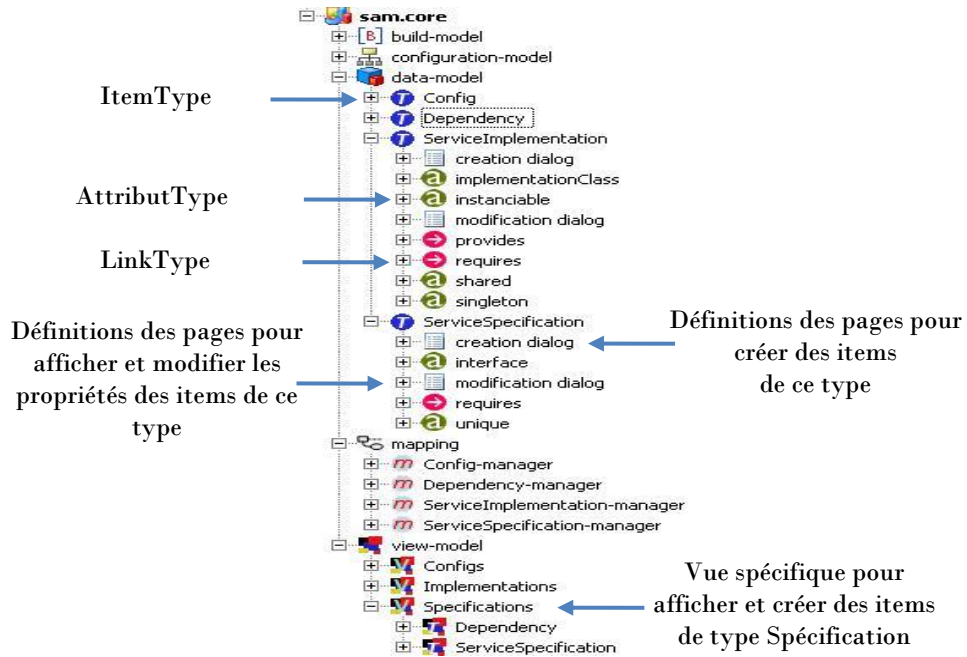 sam.core
[B] build-model
configuration-model
data-model
ItemType
T Config
T Dependency
T ServiceImplementation
creation dialog
a implementationClass
AttributType
a instanciable
modification dialog
provides
LinkType
requires
a shared
a singleton
Définitions des pages pour
afficher et modifier les
propriétés des items de ce
type
T ServiceSpecification
creation dialog
a interface
modification dialog
requires
a unique
Définitions des pages pour
créer des items
de ce type
mapping
m Config-manager
m Dependency-manager
m ServiceImplementation-manager
m ServiceSpecification-manager
view-model
V Configs
V Implementations
V Specifications
T Dependency
T ServiceSpecification
Vue spécifique pour
afficher et créer des items
de type Spécification